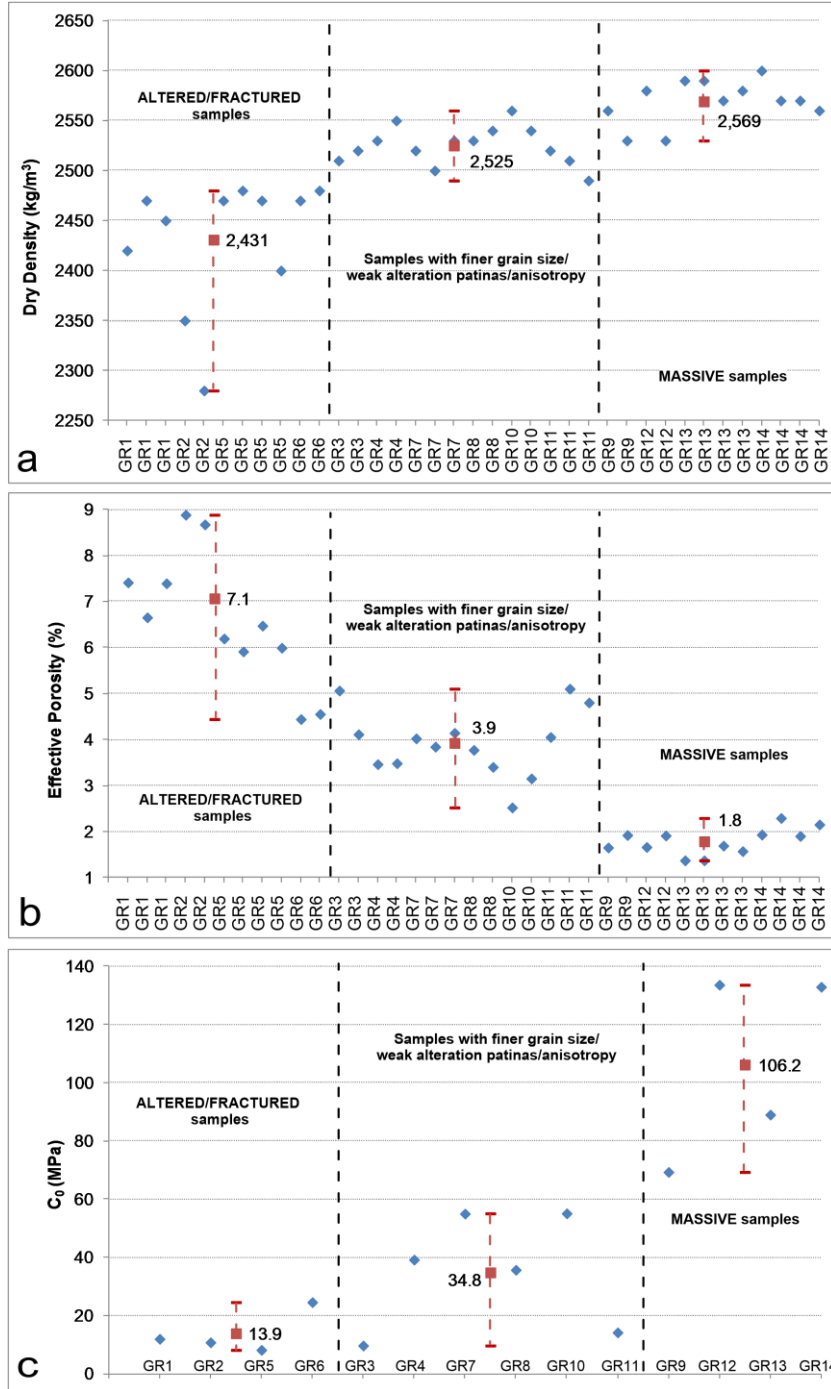 2650
2600
2550
2500
2450
2400
2350
2300
2250
Dry Density (kg/m³)
ALTERED/FRACTURED
samples
2,431
2,525
2,569
Samples with finer grain size/
weak alteration patinas/anisotropy
MASSIVE samples
a
GR1 GR1 GR1 GR2 GR2 GR5 GR5 GR5 GR5 GR6 GR6 GR3 GR3 GR4 GR4 GR7 GR7 GR7 GR8 GR8 GR10 GR10 GR11 GR11 GR11 GR9 GR9 GR12 GR12 GR13 GR13 GR13 GR13 GR14 GR14 GR14 GR14
9
8
7
6
5
4
3
2
1
Effective Porosity (%)
7.1
Samples with finer grain size/
weak alteration patinas/anisotropy
3.9
MASSIVE samples
ALTERED/FRACTURED
samples
1.8
b
GR1 GR1 GR1 GR2 GR2 GR5 GR5 GR5 GR5 GR6 GR6 GR3 GR3 GR4 GR4 GR7 GR7 GR7 GR8 GR8 GR10 GR10 GR11 GR11 GR11 GR9 GR9 GR12 GR12 GR13 GR13 GR13 GR13 GR14 GR14 GR14 GR14
140
120
100
80
60
40
20
0
C₀ (MPa)
Samples with finer grain size/
weak alteration patinas/anisotropy
106.2
ALTERED/FRACTURED
samples
MASSIVE samples
34.8
13.9
c
GR1 GR2 GR5 GR6 GR3 GR4 GR7 GR8 GR10 GR11 GR9 GR12 GR13 GR14